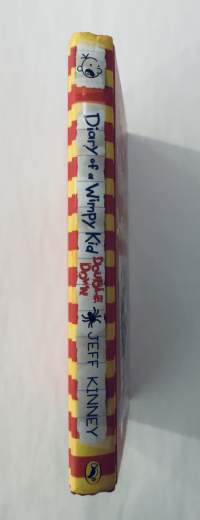 Diary of a Wimpy Kid
DOUBLE
DOWN
JEFF KINNEY